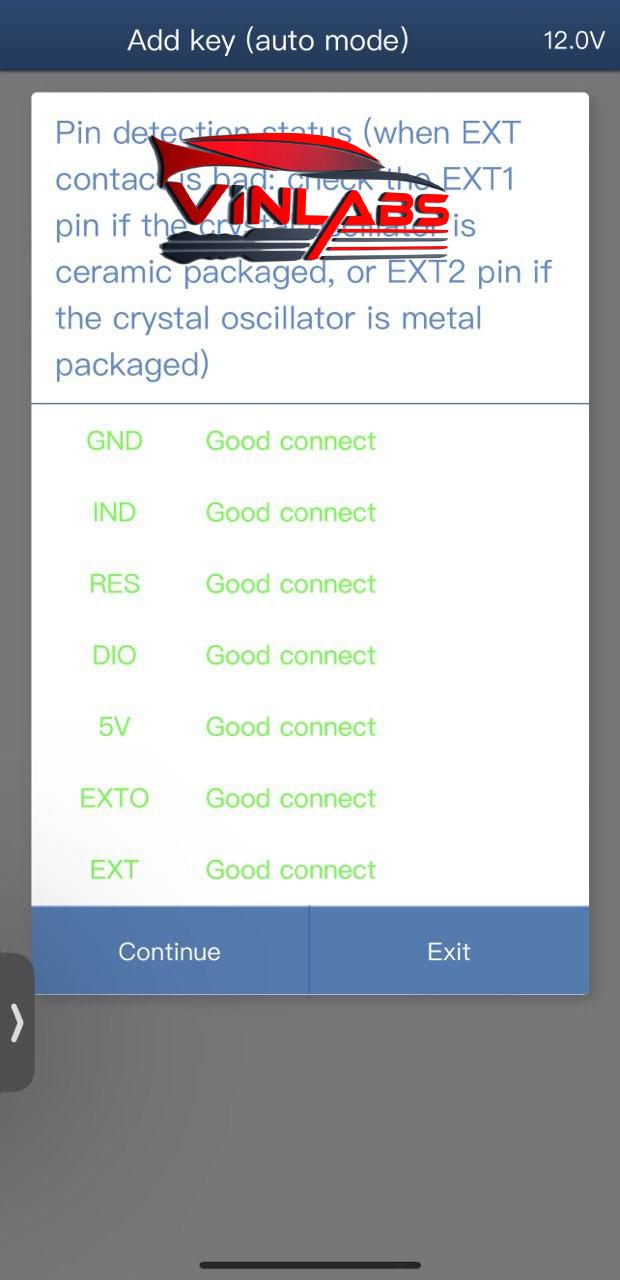 Add key (auto mode) 12.0V
Pin detection status (when EXT
contact is bad: check the EXT1
pin if the crystal oscillator is
ceramic packaged, or EXT2 pin if
the crystal oscillator is metal
packaged)
ViNLABS
GND Good connect
IND Good connect
RES Good connect
DIO Good connect
5V Good connect
EXTO Good connect
EXT Good connect
Continue Exit